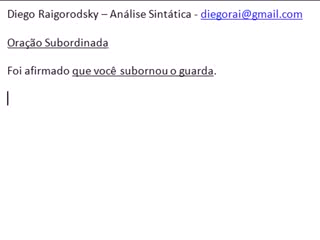 Diego Raigorodsky – Análise Sintática - diegorai@gmail.com
Oração Subordinada
Foi afirmado que você subornou o guarda.